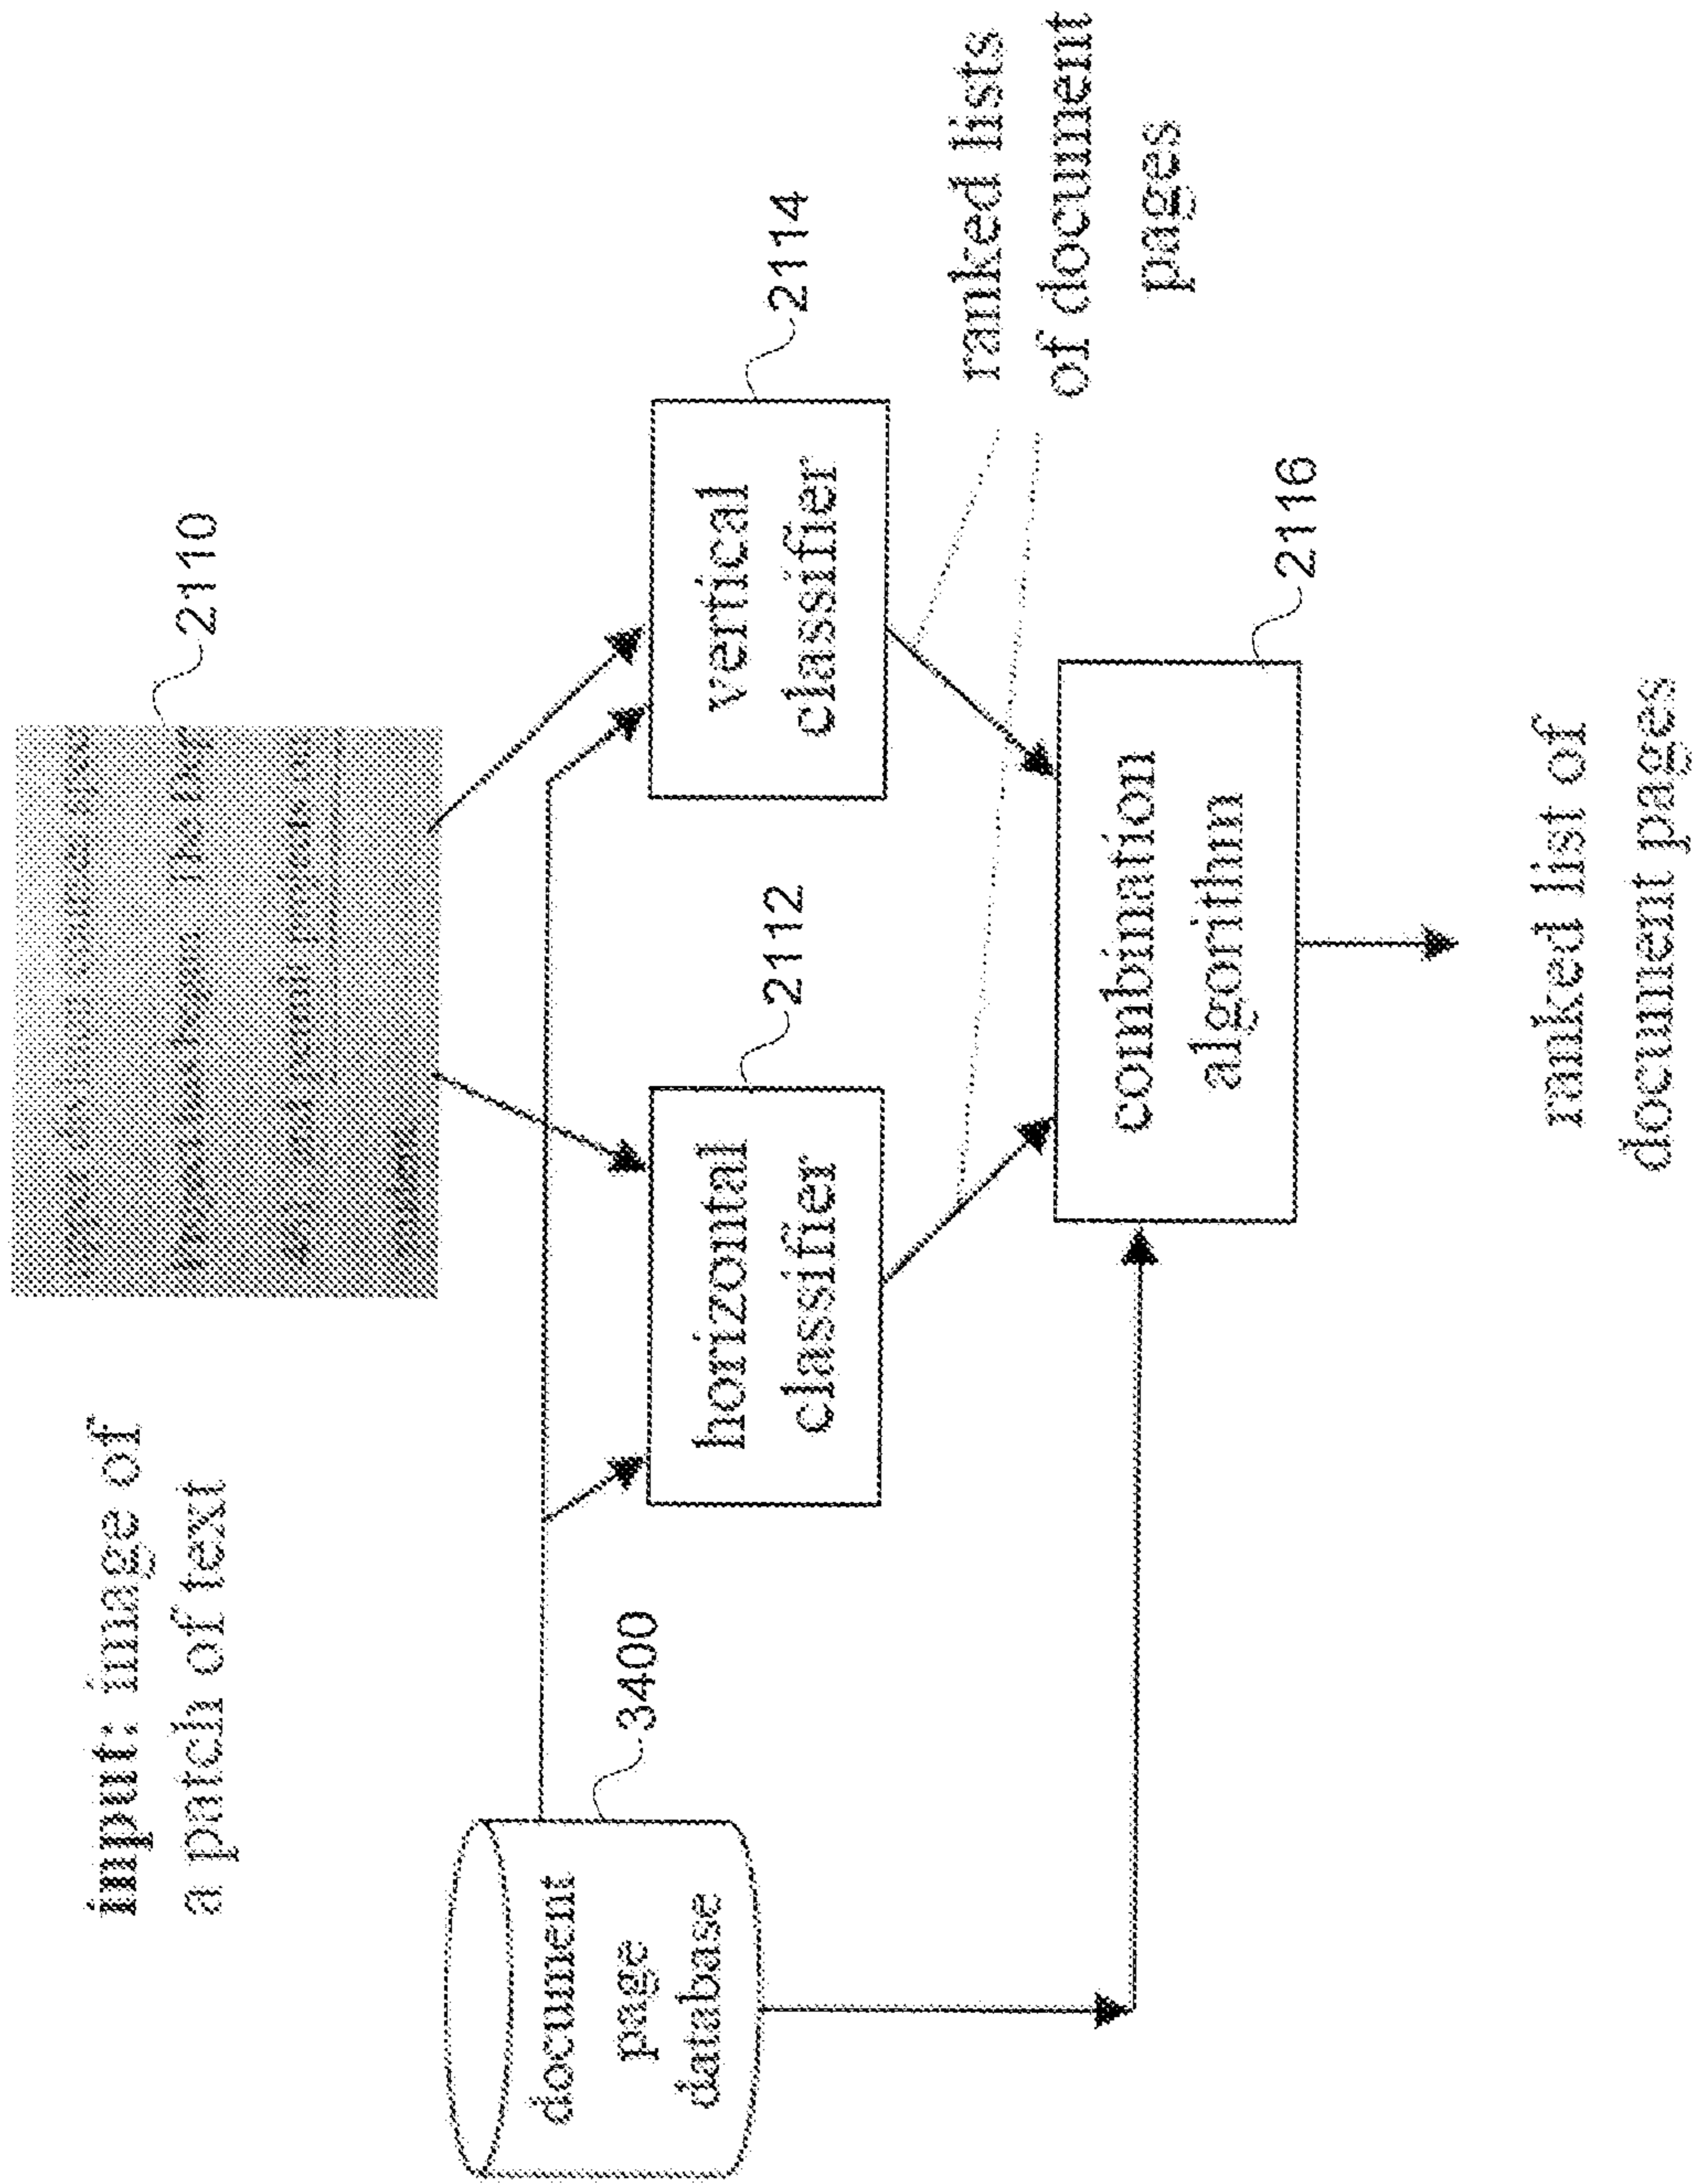 input: image of
a patch of text
2110
document
page
database
3400
horizontal
classifier
2112
vertical
classifier
2114
ranked lists
of document
pages
combination
algorithm
2116
ranked list of
document pages